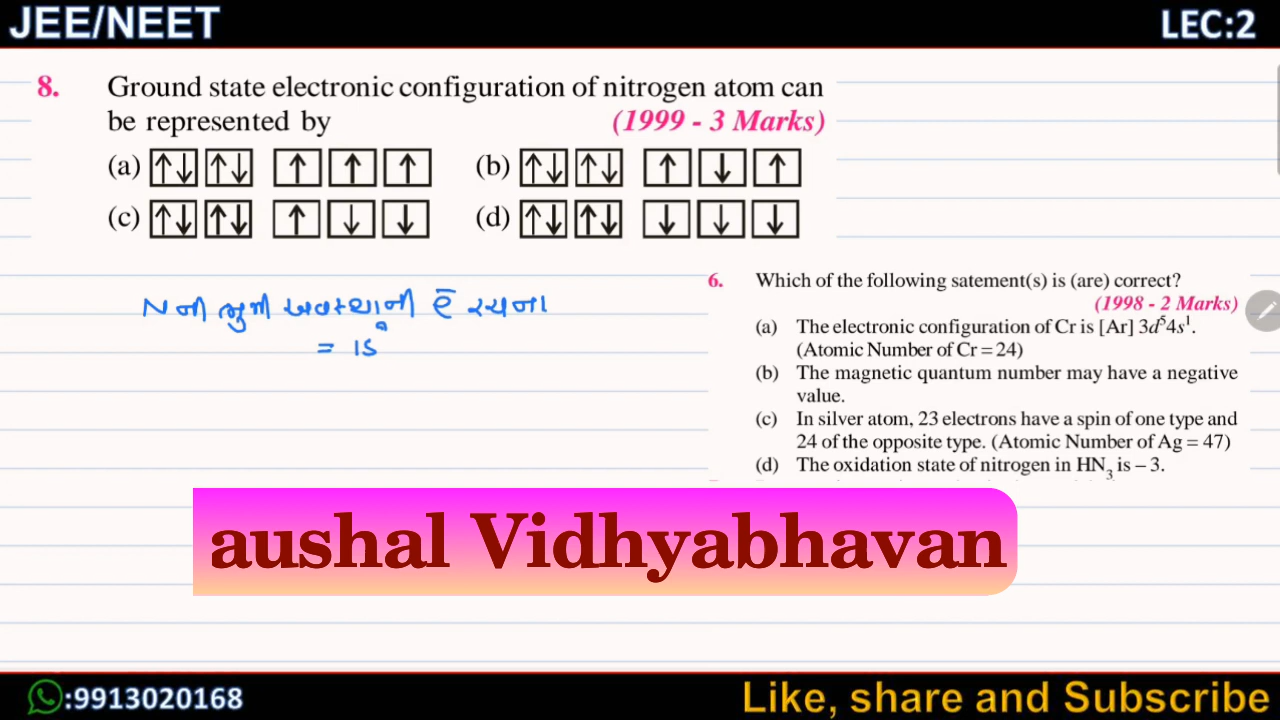 JEE/NEET
LEC:2
8. Ground state electronic configuration of nitrogen atom can
be represented by (1999 - 3 Marks)
(a) ↑↓ ↑↓ ↑ ↑ ↑ (b) ↑↓ ↑↓ ↑ ↓ ↑
(c) ↑↓ ↑↓ ↑ ↓ ↓ (d) ↑↓ ↑↓ ↓ ↓ ↓
N ની ભુમી અવસ્થાની ē રચના
= 1s²
6. Which of the following satement(s) is (are) correct?
(1998 - 2 Marks)
(a) The electronic configuration of Cr is [Ar] 3d⁵4s¹.
(Atomic Number of Cr = 24)
(b) The magnetic quantum number may have a negative
value.
(c) In silver atom, 23 electrons have a spin of one type and
24 of the opposite type. (Atomic Number of Ag = 47)
(d) The oxidation state of nitrogen in HN₃ is – 3.
aushal Vidhyabhavan
:9913020168
Like, share and Subscribe